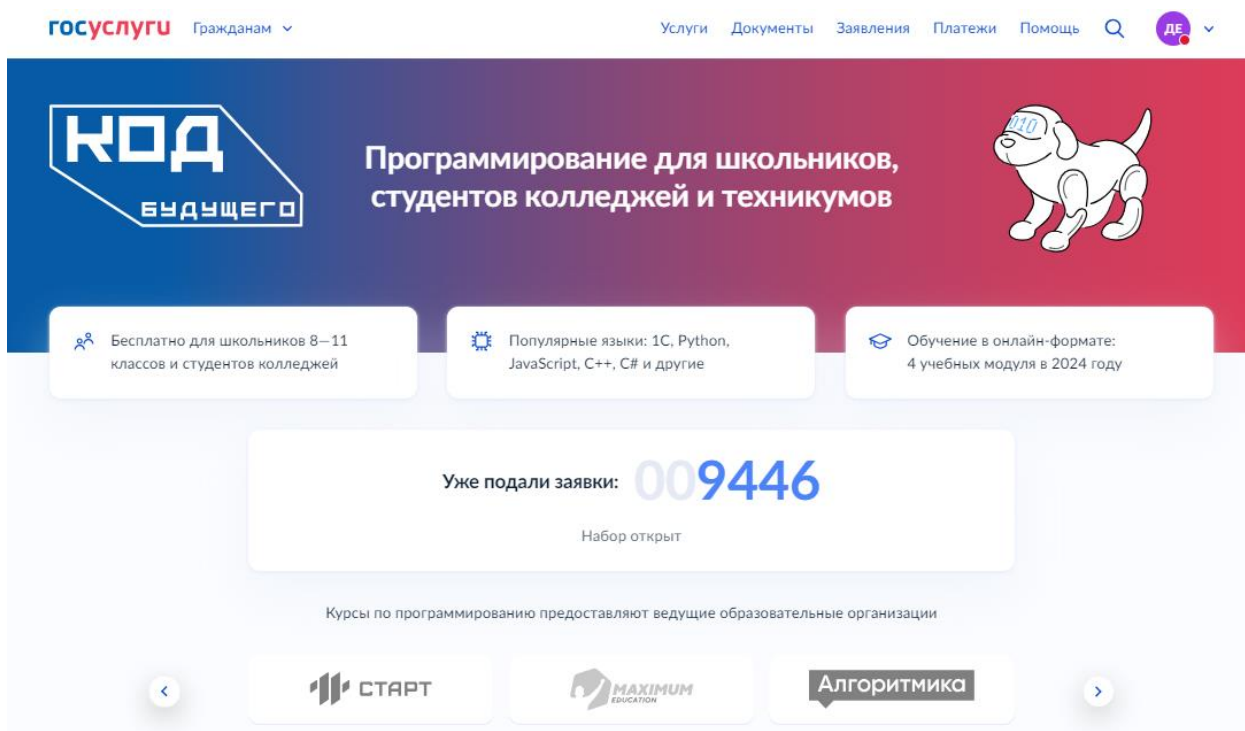 госуслуги Гражданам Услуги Документы Заявления Платежи Помощь ДЕ
КОД
БУДУЩЕГО
Программирование для школьников,
студентов колледжей и техникумов
010
Бесплатно для школьников 8—11
классов и студентов колледжей
Популярные языки: 1С, Python,
JavaScript, C++, C# и другие
Обучение в онлайн-формате:
4 учебных модуля в 2024 году
Уже подали заявки: 009446
Набор открыт
Курсы по программированию предоставляют ведущие образовательные организации
СТАРТ
MAXIMUM
EDUCATION
Алгоритмика